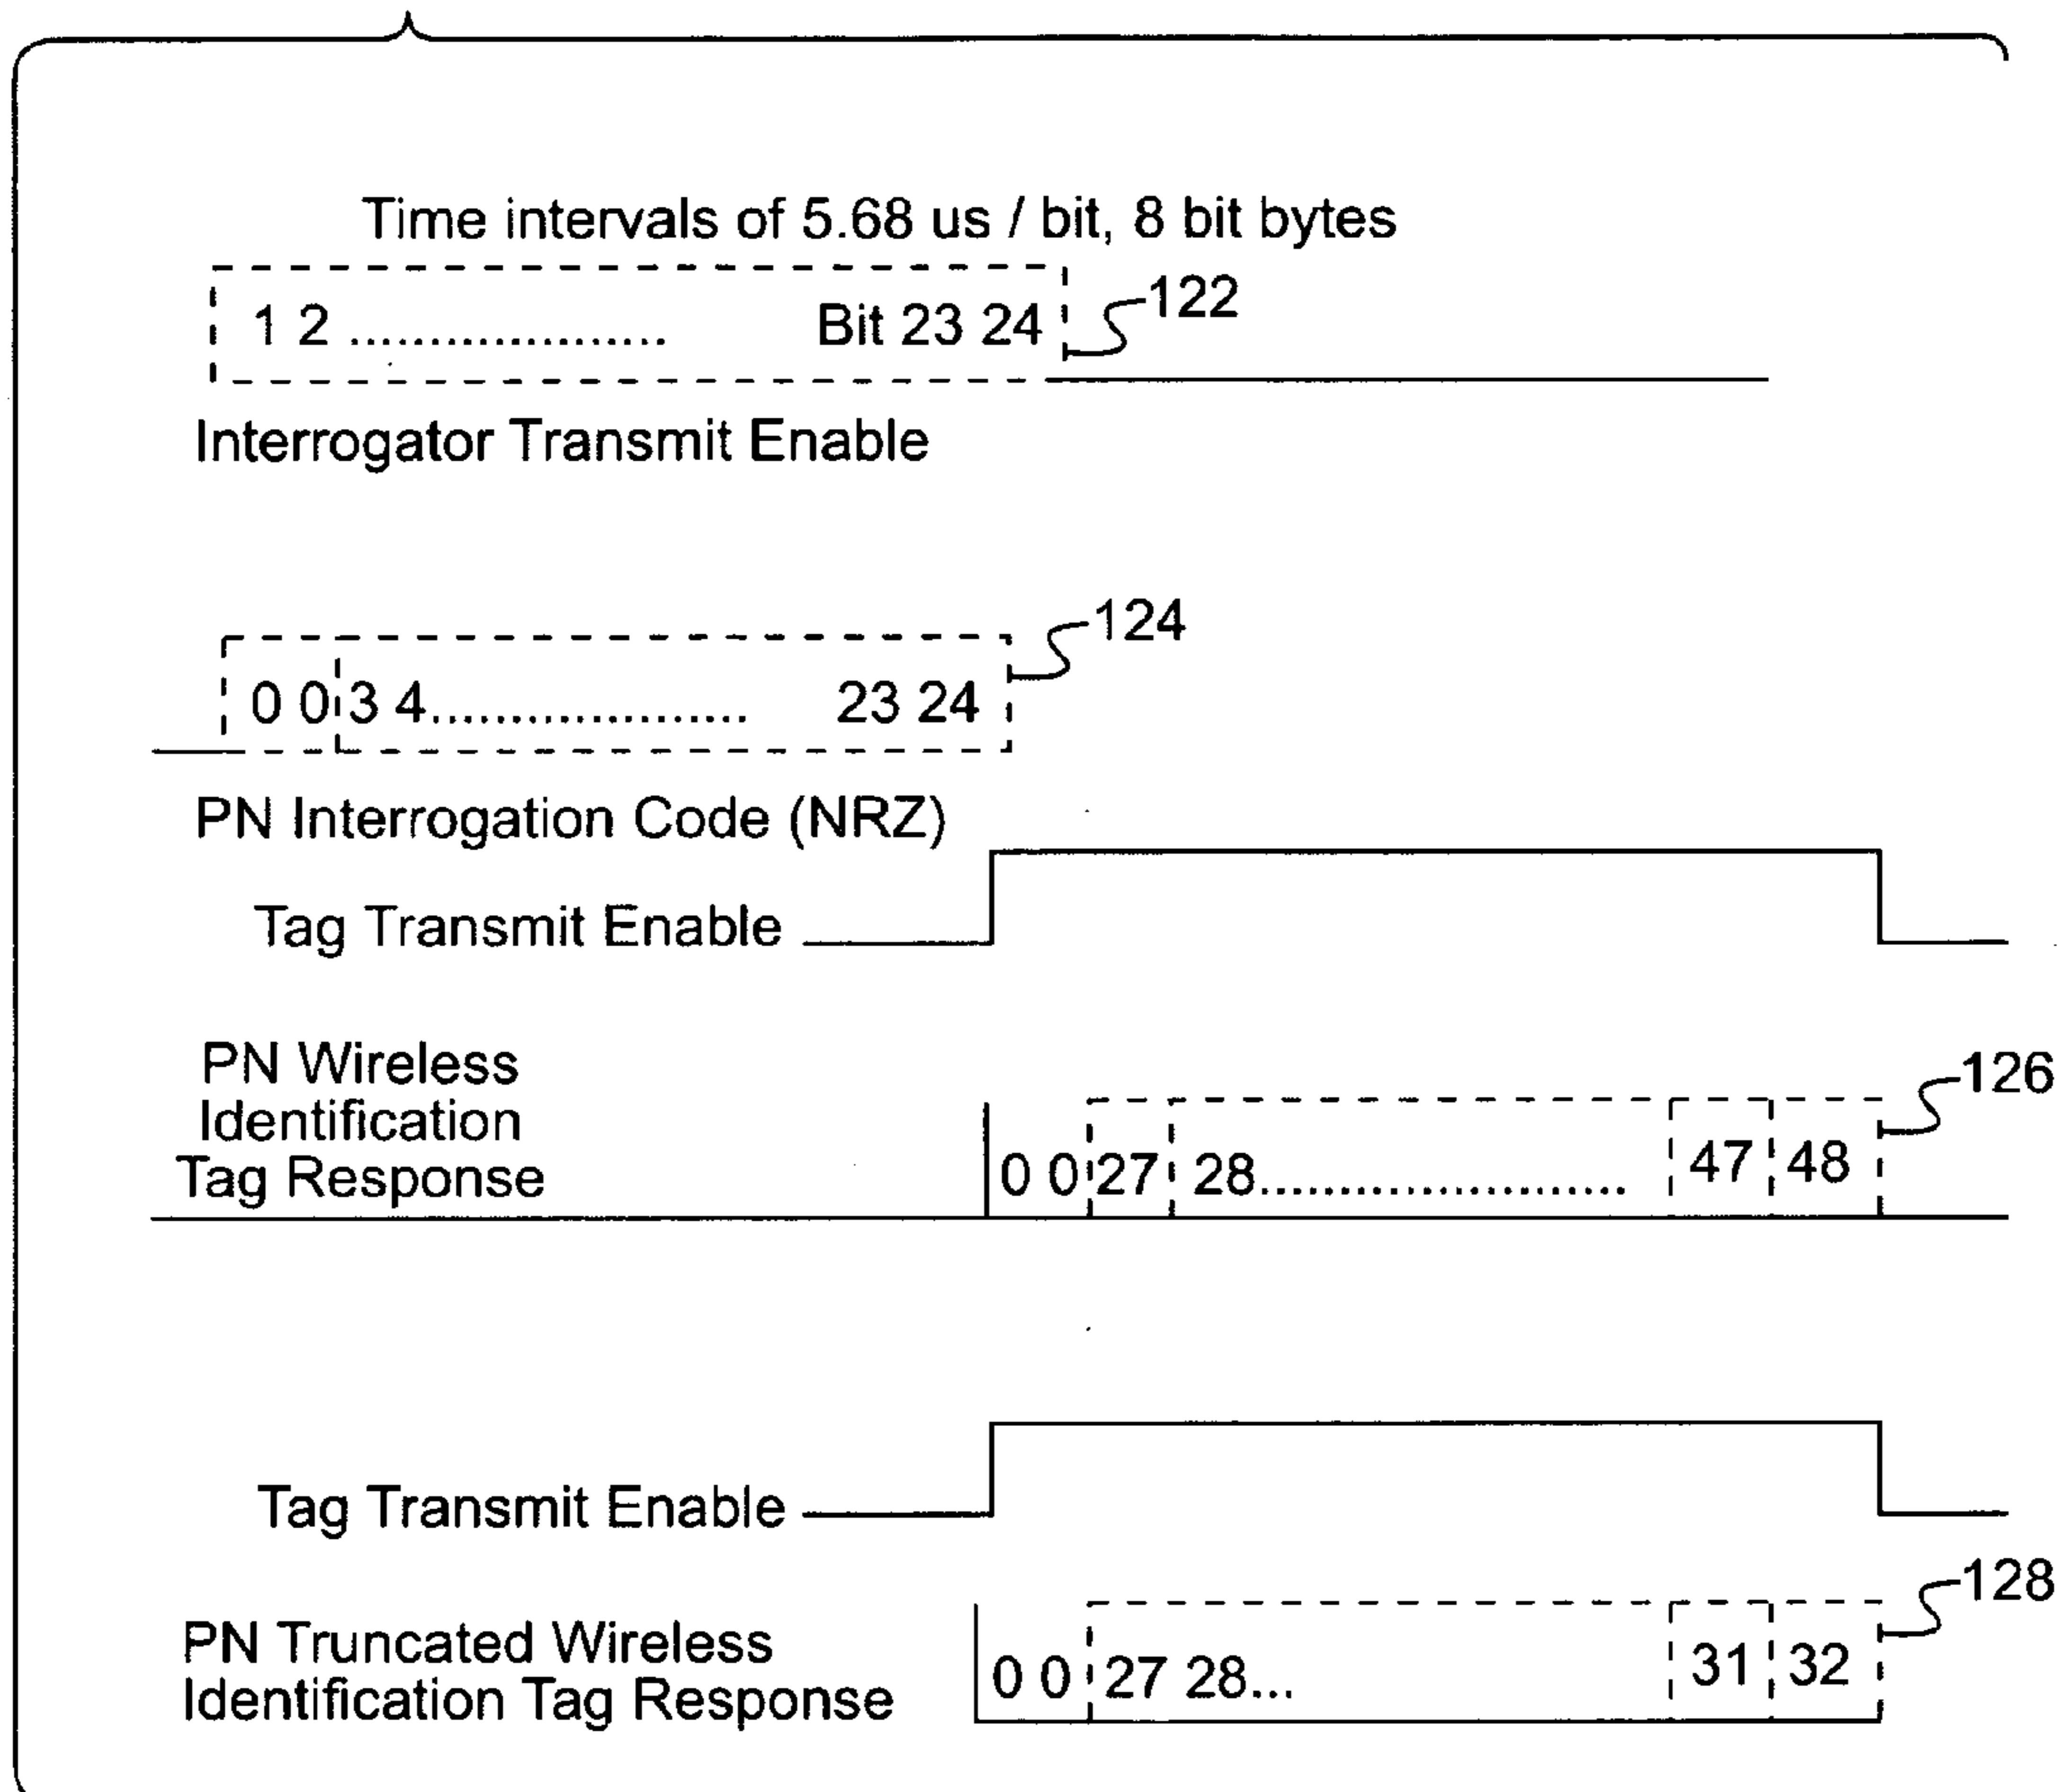 Time intervals of 5.68 us / bit, 8 bit bytes
1 2 .................... Bit 23 24
122
Interrogator Transmit Enable
124
0 0 3 4.................... 23 24
PN Interrogation Code (NRZ)
Tag Transmit Enable
PN Wireless
Identification
Tag Response
126
0 0 27 28....................... 47 48
Tag Transmit Enable
128
PN Truncated Wireless
Identification Tag Response
0 0 27 28... 31 32